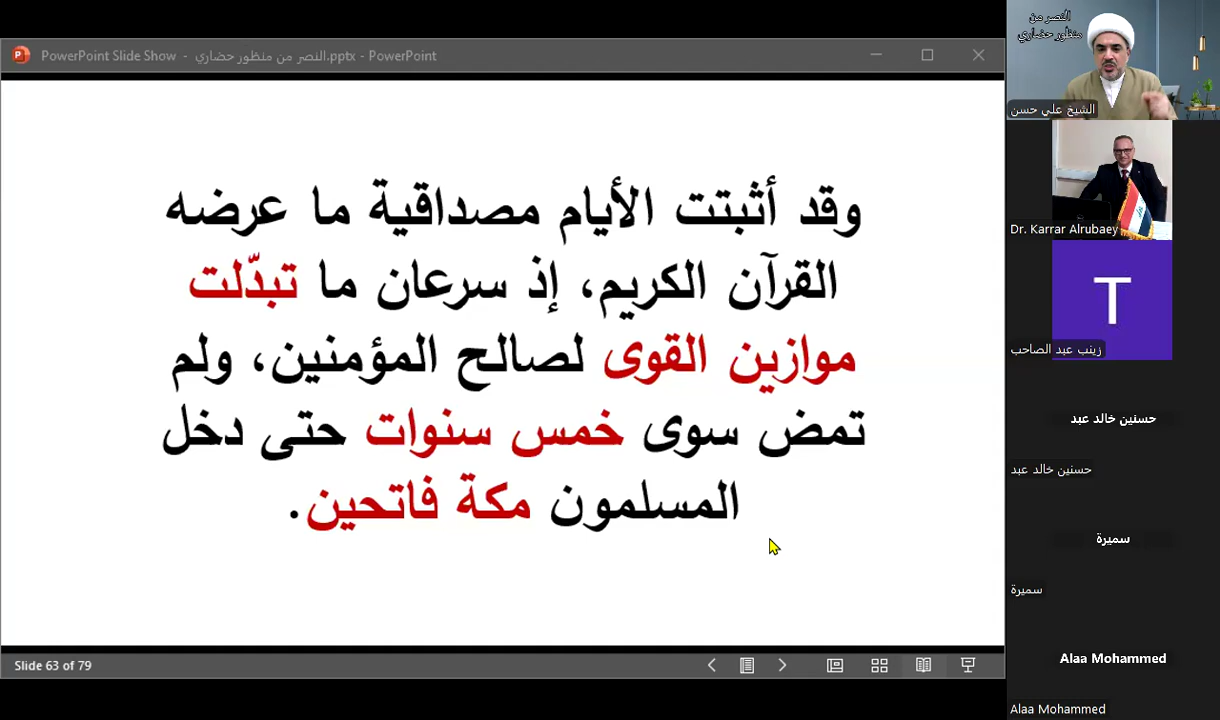 PowerPoint Slide Show - النصر من منظور حضاري.pptx - PowerPoint
وقد أثبتت الأيام مصداقية ما عرضه
القرآن الكريم، إذ سرعان ما تبدّلت
موازين القوى لصالح المؤمنين، ولم
تمض سوى خمس سنوات حتى دخل
المسلمون مكة فاتحين.
Slide 63 of 79
النصر من
منظور حضاري
الشيخ علي حسن
Dr. Karrar Alrubaey
T
زينب عبد الصاحب
حسنين خالد عبد
حسنين خالد عبد
سميرة
سميرة
Alaa Mohammed
Alaa Mohammed